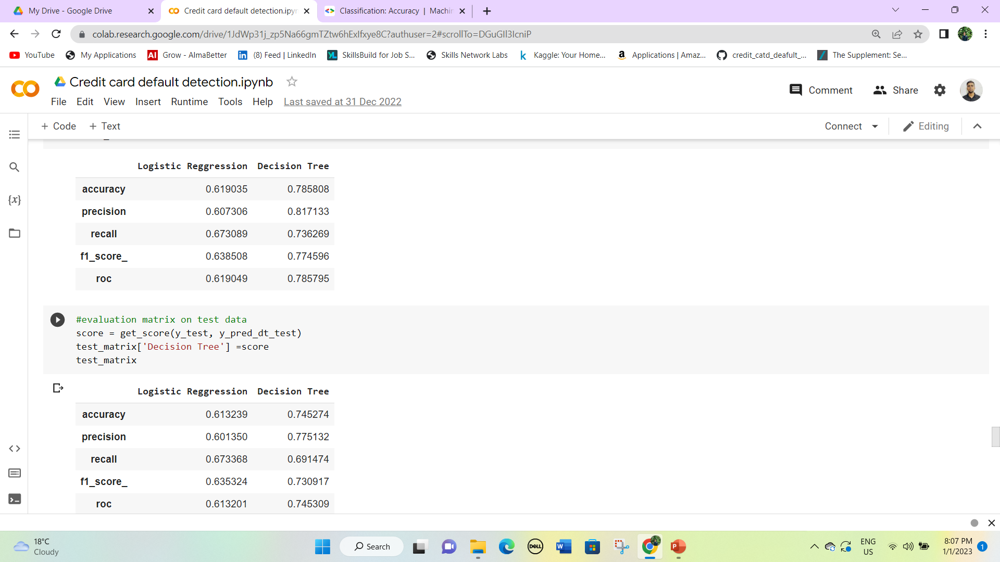 My Drive - Google Drive
Credit card default detection.ipyn
Classification: Accuracy | Machin
colab.research.google.com/drive/1JdWp31j_zp5Na66gmTZtw6hExIfxye8C?authuser=2#scrollTo=DGuGIl3IcniP
YouTube My Applications AI Grow - AlmaBetter in (8) Feed | LinkedIn YL SkillsBuild for Job S... Skills Network Labs k Kaggle: Your Home... a Applications | Amaz... credit_catd_deafult_... The Supplement: Se...
Credit card default detection.ipynb
Comment Share
File Edit View Insert Runtime Tools Help Last saved at 31 Dec 2022
+ Code + Text Connect Editing
{x}
Logistic Reggression Decision Tree
accuracy 0.619035 0.785808
precision 0.607306 0.817133
recall 0.673089 0.736269
f1_score_ 0.638508 0.774596
roc 0.619049 0.785795
#evaluation matrix on test data
score = get_score(y_test, y_pred_dt_test)
test_matrix['Decision Tree'] =score
test_matrix
Logistic Reggression Decision Tree
accuracy 0.613239 0.745274
precision 0.601350 0.775132
recall 0.673368 0.691474
f1_score_ 0.635324 0.730917
roc 0.613201 0.745309
18°C
Cloudy
Search
DELL
W
P
ENG
US
8:07 PM
1/1/2023
1